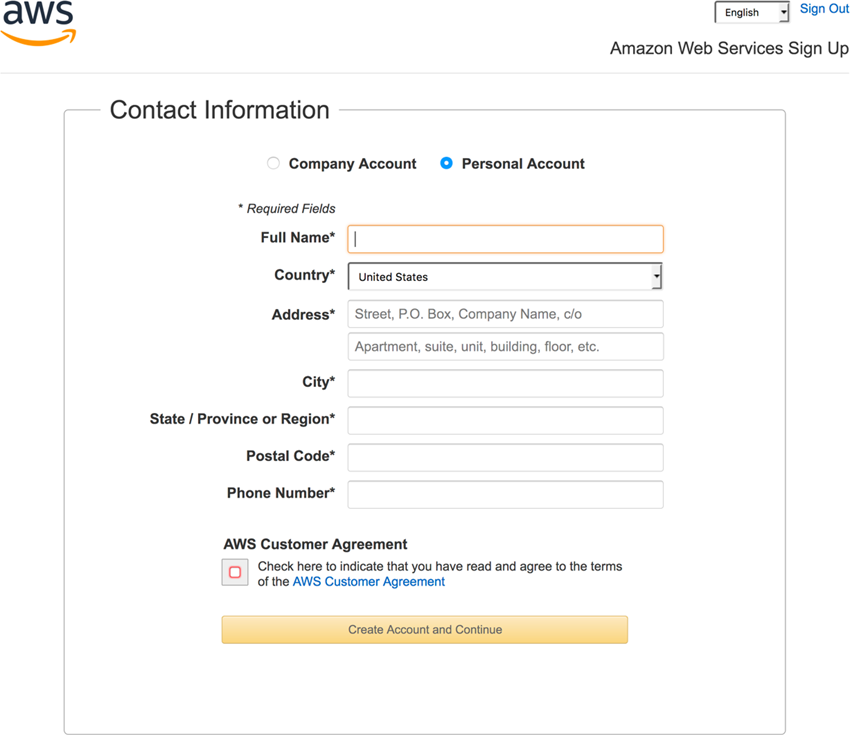 aws
English
Sign Out
Amazon Web Services Sign Up
Contact Information
Company Account
Personal Account
* Required Fields
Full Name*
Country*
United States
Address*
Street, P.O. Box, Company Name, c/o
Apartment, suite, unit, building, floor, etc.
City*
State / Province or Region*
Postal Code*
Phone Number*
AWS Customer Agreement
Check here to indicate that you have read and agree to the terms
of the AWS Customer Agreement
Create Account and Continue